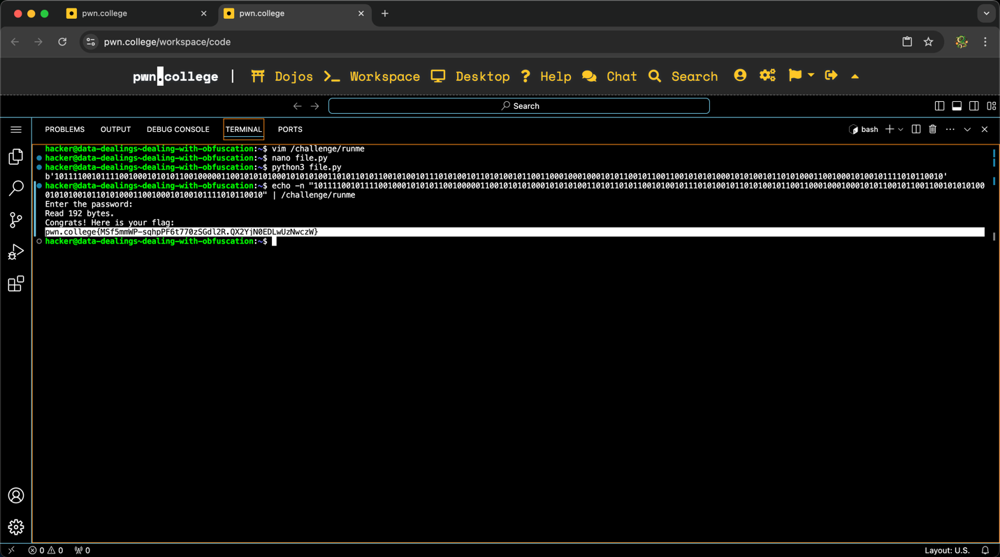 pwn.college
pwn.college
pwn.college/workspace/code
pwn.college | Dojos Workspace Desktop Help Chat Search
Search
PROBLEMS OUTPUT DEBUG CONSOLE TERMINAL PORTS bash
hacker@data-dealings~dealing-with-obfuscation:~$ vim /challenge/runme
hacker@data-dealings~dealing-with-obfuscation:~$ nano file.py
hacker@data-dealings~dealing-with-obfuscation:~$ python3 file.py
hacker@data-dealings~dealing-with-obfuscation:~$ echo -n
| /challenge/runme
Enter the password:
Read 192 bytes.
Congrats! Here is your flag:
pwn.college{MSf5mmWP-sqhpPF6t770zSGdl2R.QX2YjN0EDLwUzNwczW}
hacker@data-dealings~dealing-with-obfuscation:~$
0 0 0 Layout: U.S.